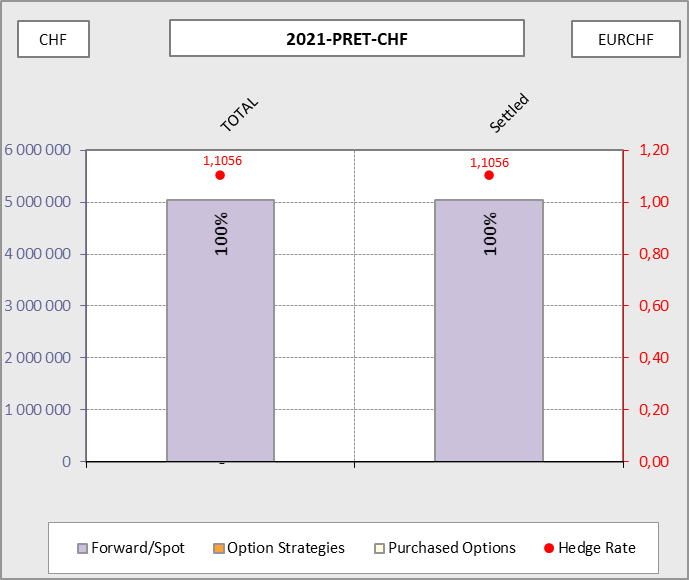 CHF
2021-PRET-CHF
EURCHF
TOTAL
Settled
6 000 000
5 000 000
4 000 000
3 000 000
2 000 000
1 000 000
0
1,1056
1,1056
100%
100%
-
1,20
1,00
0,80
0,60
0,40
0,20
0,00
Forward/Spot
Option Strategies
Purchased Options
Hedge Rate